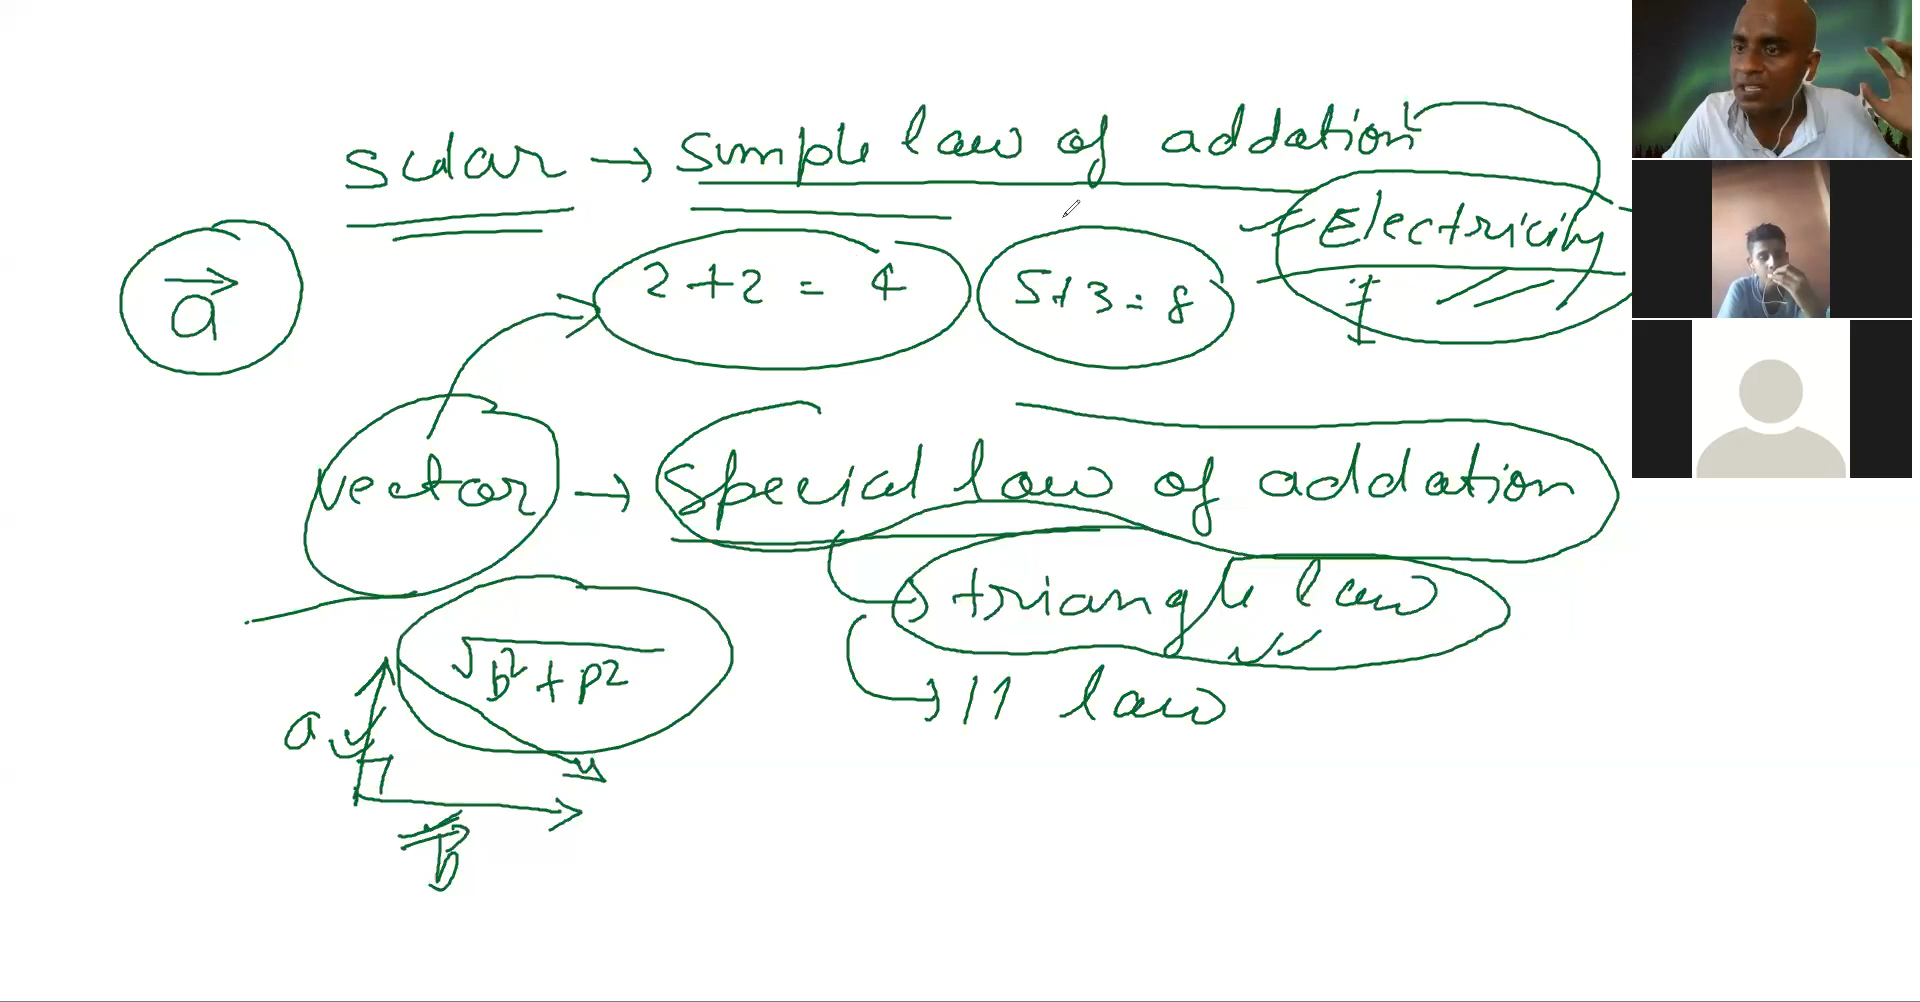 scalar → simple law of addation
Electricity
I
a
2+2 = 4
5+3=8
vector → special law of addation
triangle law
√b²+p²
11 law
a
b